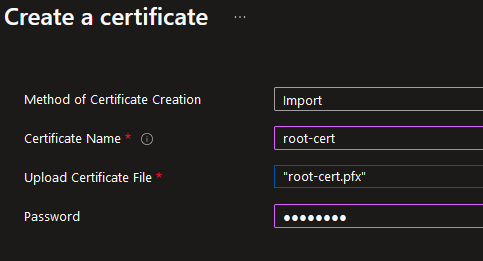 Create a certificate ...
Method of Certificate Creation Import
Certificate Name * root-cert
Upload Certificate File * "root-cert.pfx"
Password ●●●●●●●●